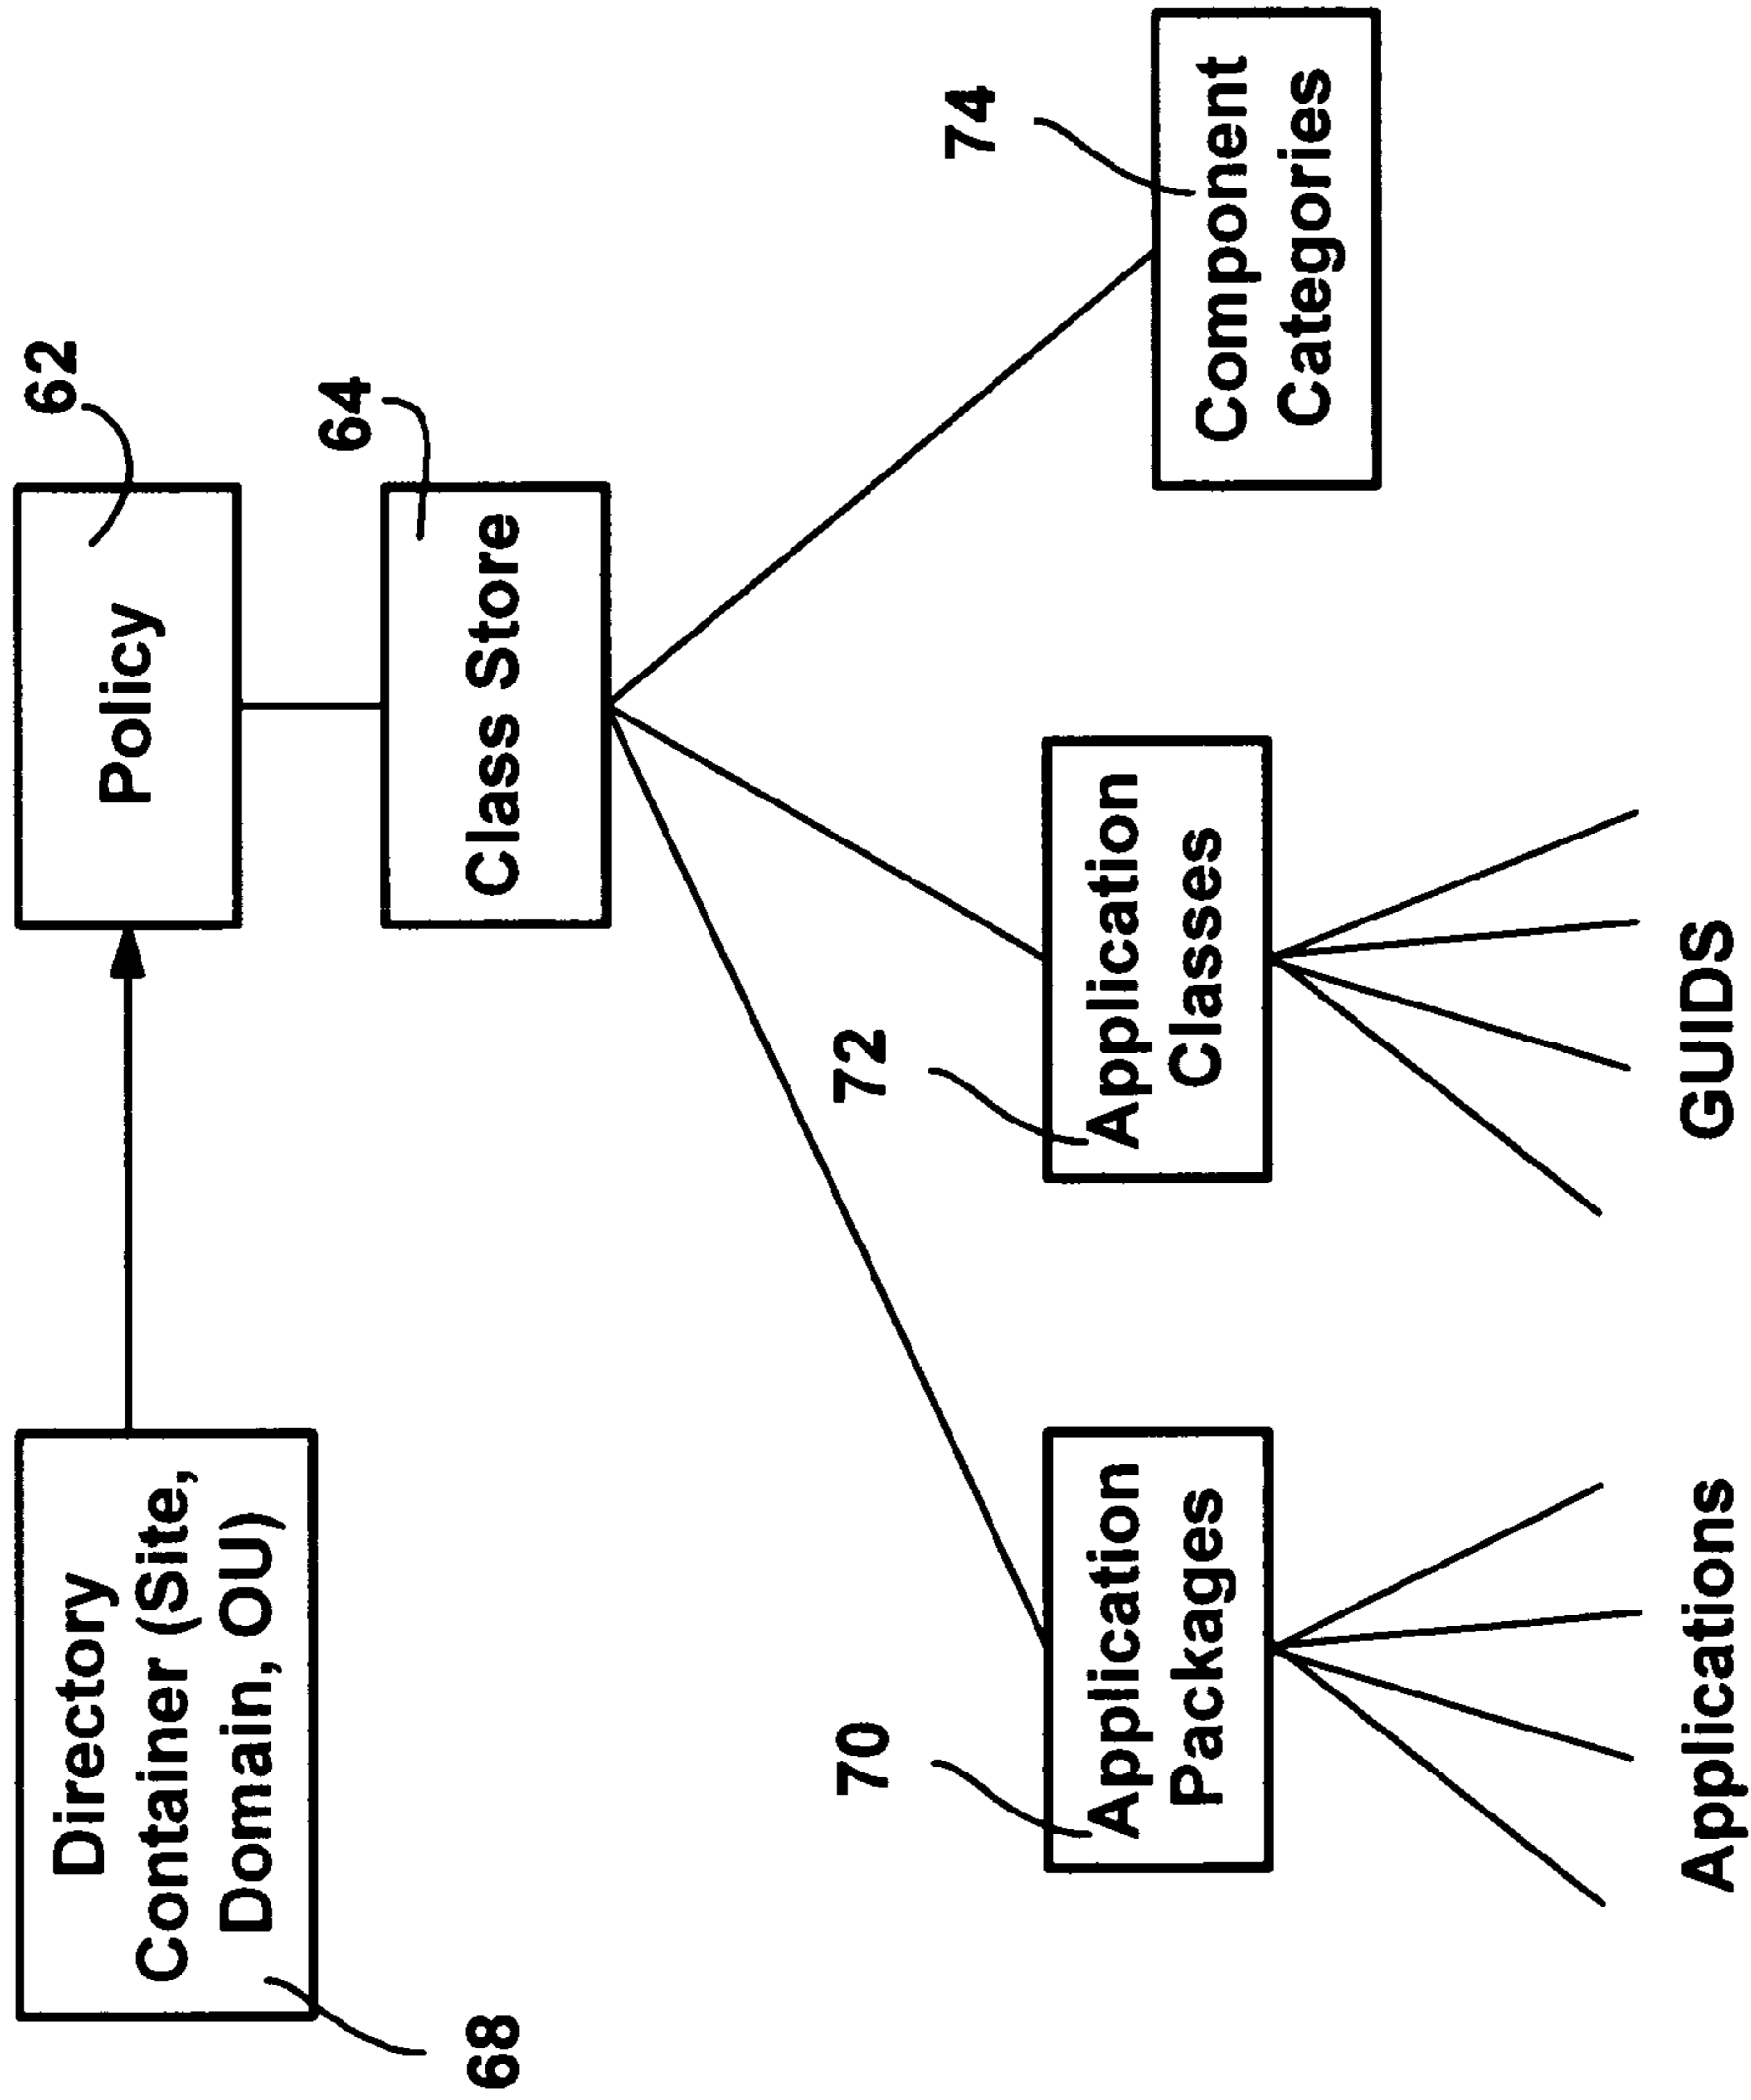 Directory
Container (Site,
Domain, OU)
68
Policy
62
Class Store
64
70
Application
Packages
72
Application
Classes
74
Component
Categories
Applications
GUIDS